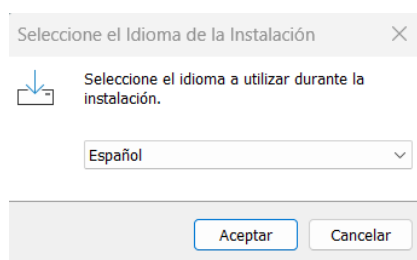 Seleccione el Idioma de la Instalación
Seleccione el idioma a utilizar durante la
instalación.
Español
Aceptar
Cancelar